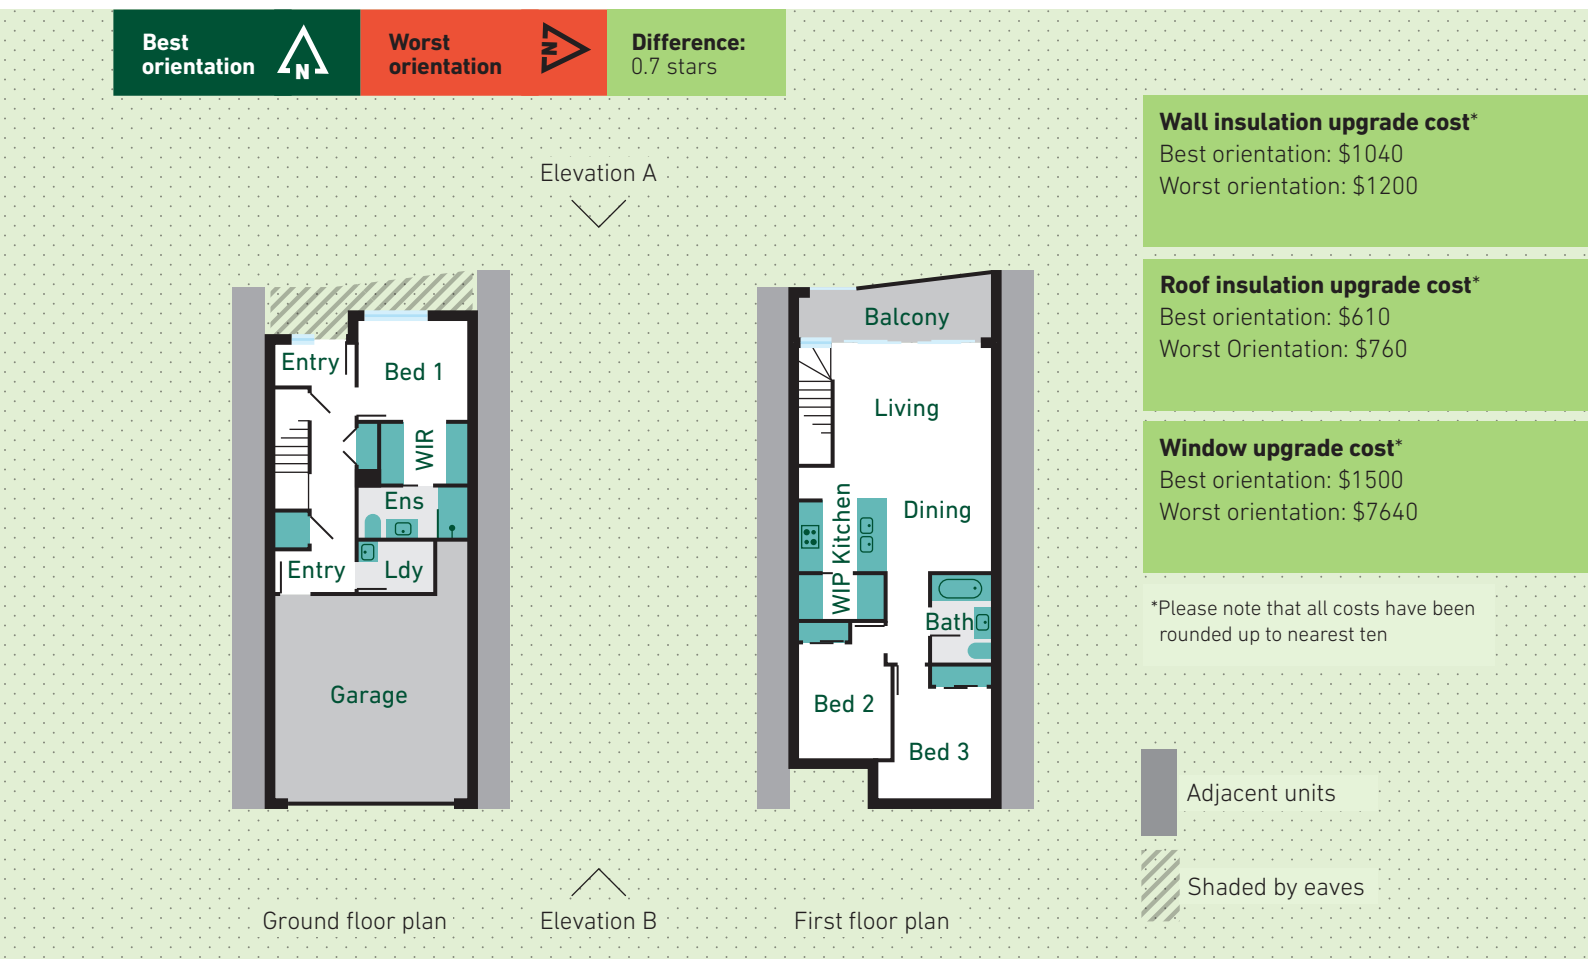 Best
orientation
N
Worst
orientation
N
Difference:
0.7 stars
Wall insulation upgrade cost*
Best orientation: $1040
Worst orientation: $1200
Roof insulation upgrade cost*
Best orientation: $610
Worst Orientation: $760
Window upgrade cost*
Best orientation: $1500
Worst orientation: $7640
*Please note that all costs have been
rounded up to nearest ten
Elevation A
Entry
Bed 1
WIR
Ens
Entry
Ldy
Garage
Balcony
Living
Dining
WIP Kitchen
Bath
Bed 2
Bed 3
Adjacent units
Shaded by eaves
Ground floor plan
Elevation B
First floor plan